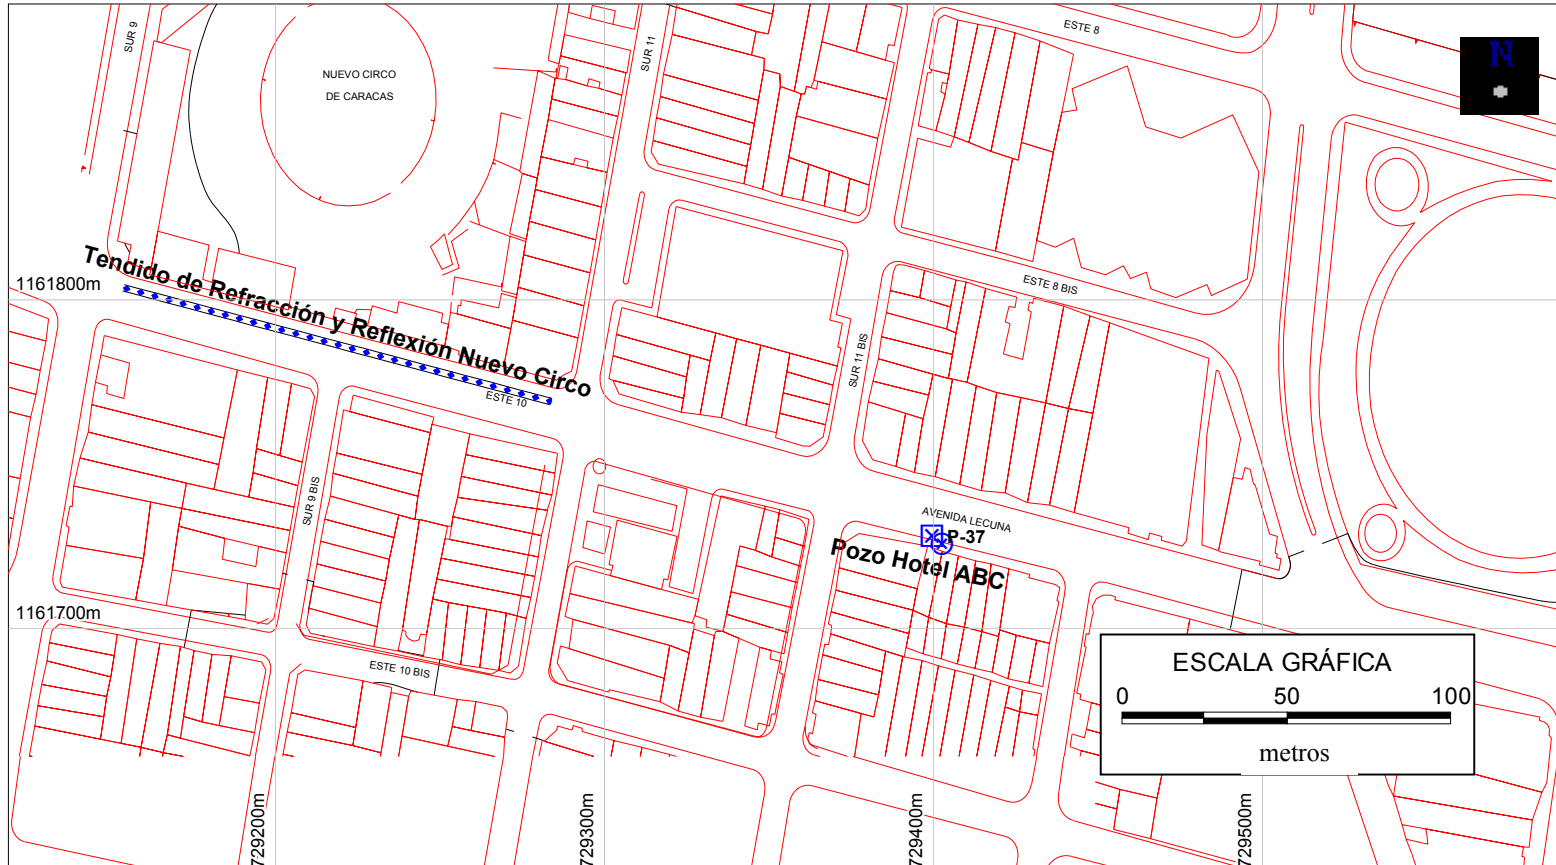 SUR 9
NUEVO CIRCO
DE CARACAS
SUR 11
ESTE 8
N
Tendido de Refracción y Reflexión Nuevo Circo
1161800m
ESTE 8 BIS
SUR 11 BIS
ESTE 10
SUR 9 BIS
AVENIDA LECUNA
P-37
Pozo Hotel ABC
1161700m
ESTE 10 BIS
ESCALA GRÁFICA
0 50 100
metros
729200m
729300m
729400m
729500m